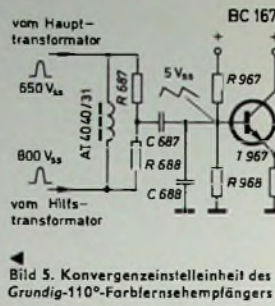 vom Haupt-
transformator
BC 167
650 Vss
R 687
5 Vss
R 967
AT 4040/31
C 687
R 688
T 967
800 Vss
C 688
R 968
vom Hilfs-
transformator
Bild 5. Konvergenzeinstelleinheit des
Grundig-110°-Farbfernsehempfängers